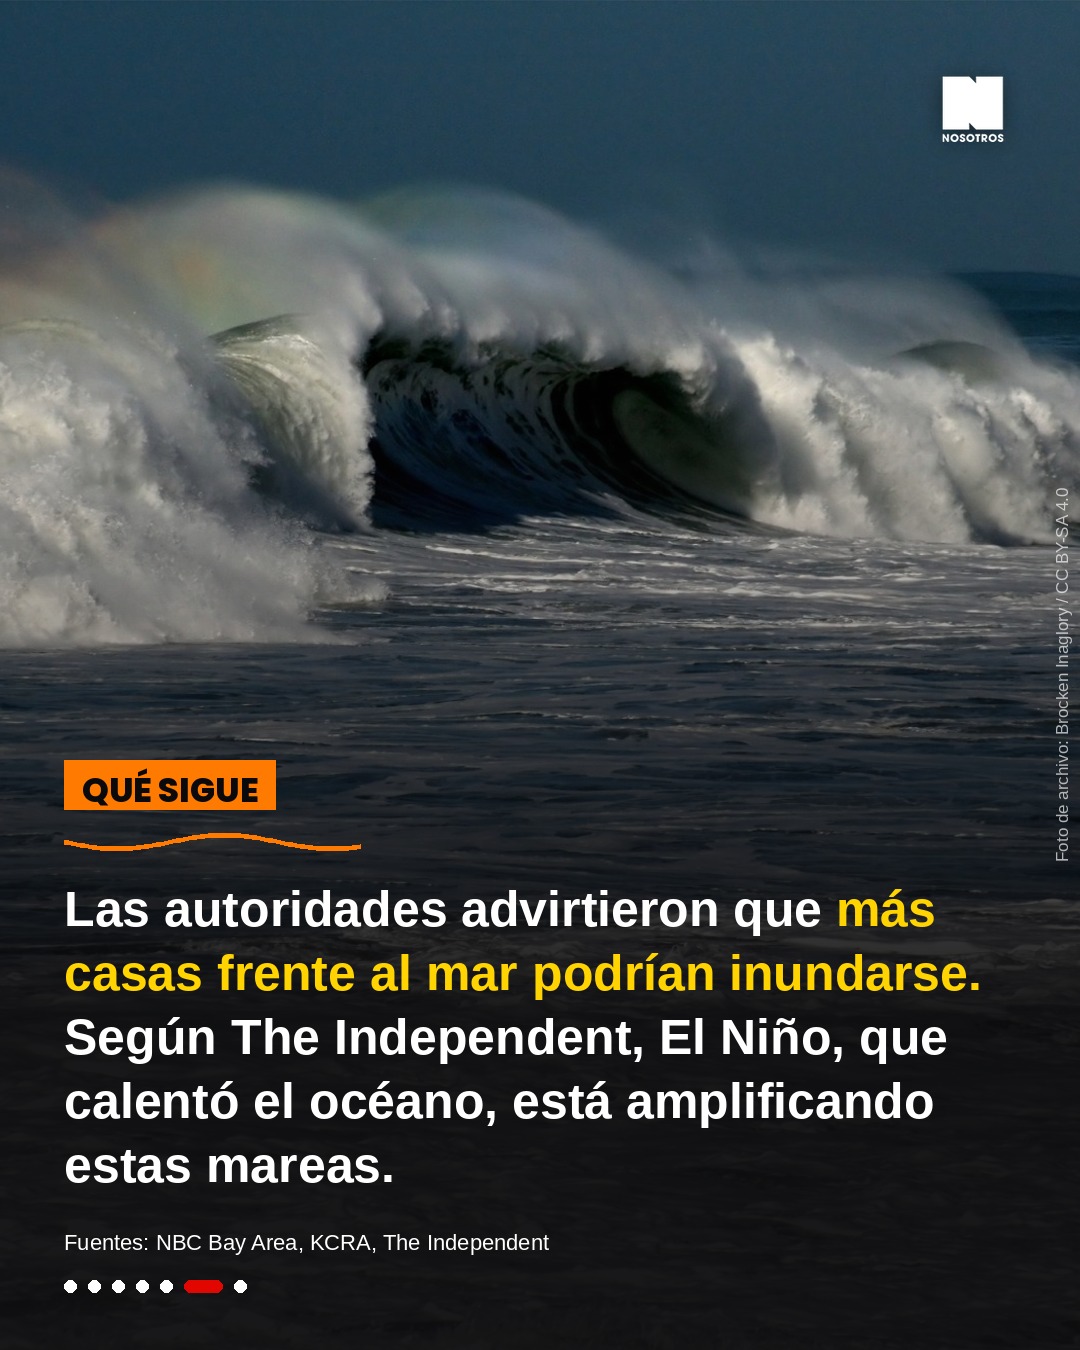 N
NOSOTROS
Foto de archivo: Brocken Inaglory / CC BY-SA 4.0
QUÉ SIGUE
Las autoridades advirtieron que más
casas frente al mar podrían inundarse.
Según The Independent, El Niño, que
calentó el océano, está amplificando
estas mareas.
Fuentes: NBC Bay Area, KCRA, The Independent